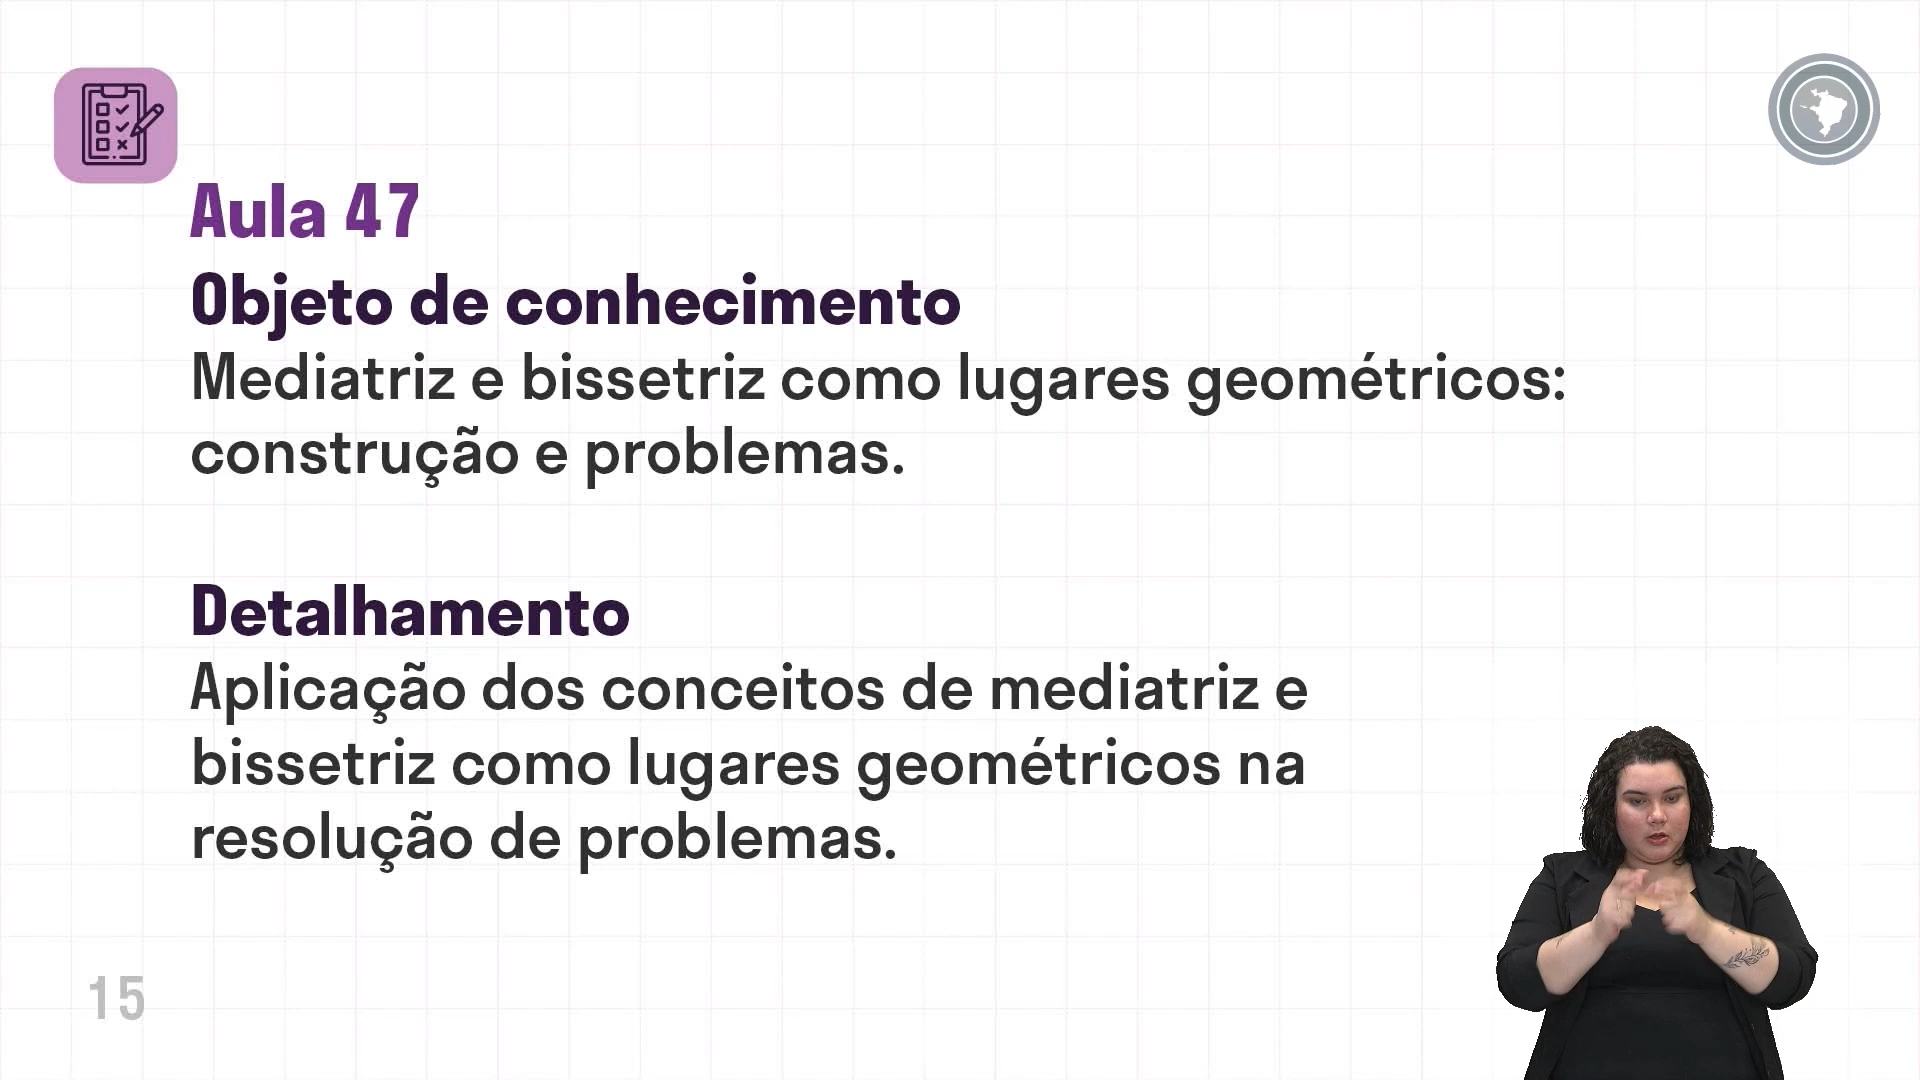 Aula 47
Objeto de conhecimento
Mediatriz e bissetriz como lugares geométricos:
construção e problemas.
Detalhamento
Aplicação dos conceitos de mediatriz e
bissetriz como lugares geométricos na
resolução de problemas.
15